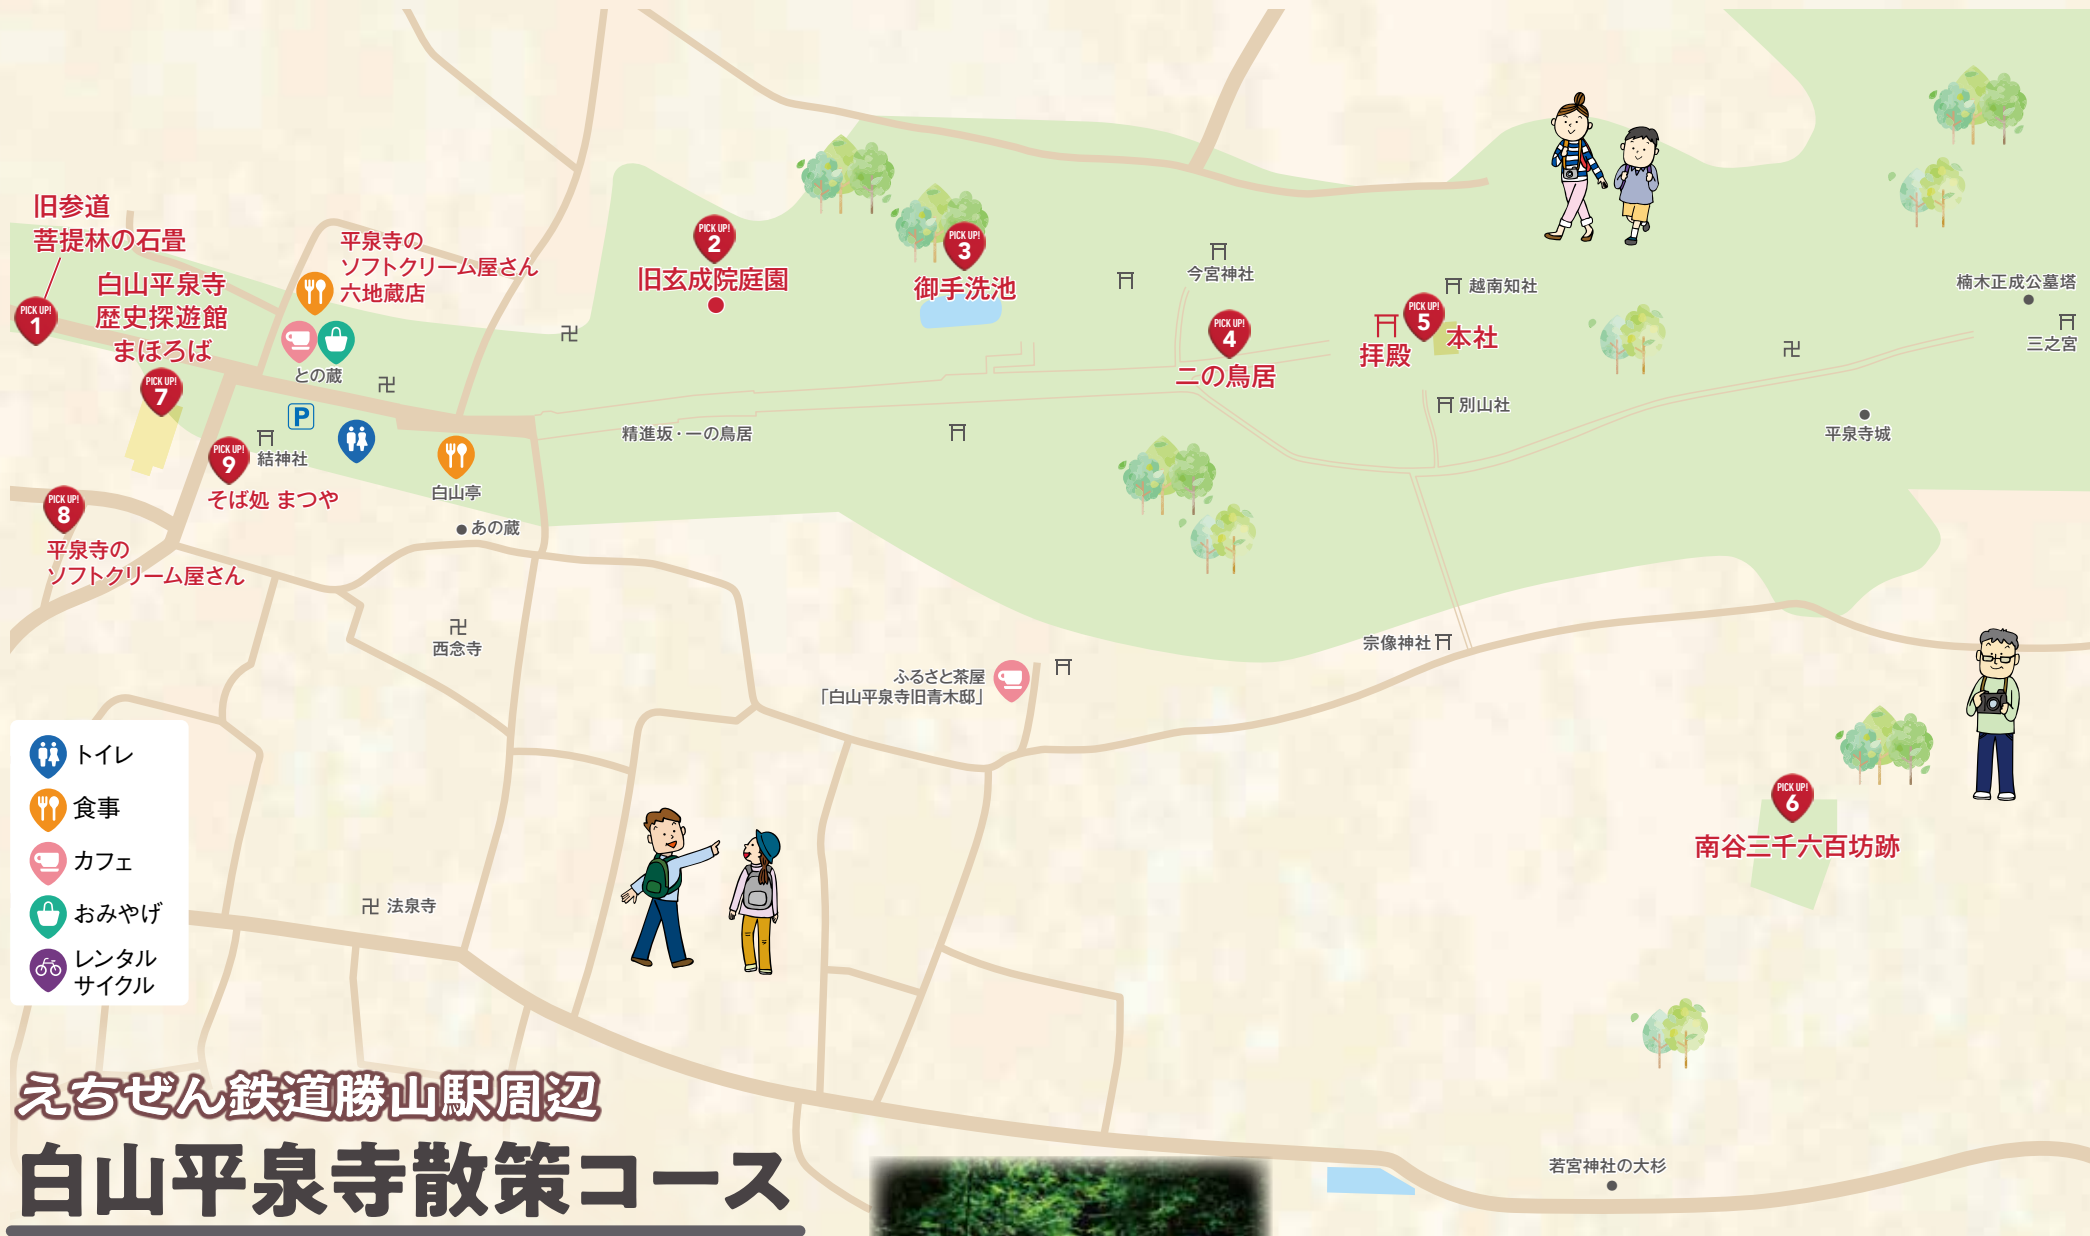 旧参道
菩提林の石畳
PICK UP!
1
白山平泉寺
歴史探遊館
まほろば
PICK UP!
7
平泉寺の
ソフトクリーム屋さん
六地蔵店
との蔵
P
PICK UP!
9
結神社
そば処 まつや
白山亭
あの蔵
PICK UP!
8
平泉寺の
ソフトクリーム屋さん
PICK UP!
2
旧玄成院庭園
PICK UP!
3
御手洗池
精進坂・一の鳥居
今宮神社
PICK UP!
4
二の鳥居
PICK UP!
5
拝殿
本社
越南知社
別山社
楠木正成公墓塔
三之宮
平泉寺城
西念寺
ふるさと茶屋
「白山平泉寺旧青木邸」
宗像神社
PICK UP!
6
南谷三千六百坊跡
法泉寺
若宮神社の大杉
トイレ
食事
カフェ
おみやげ
レンタル
サイクル
えちぜん鉄道勝山駅周辺
白山平泉寺散策コース